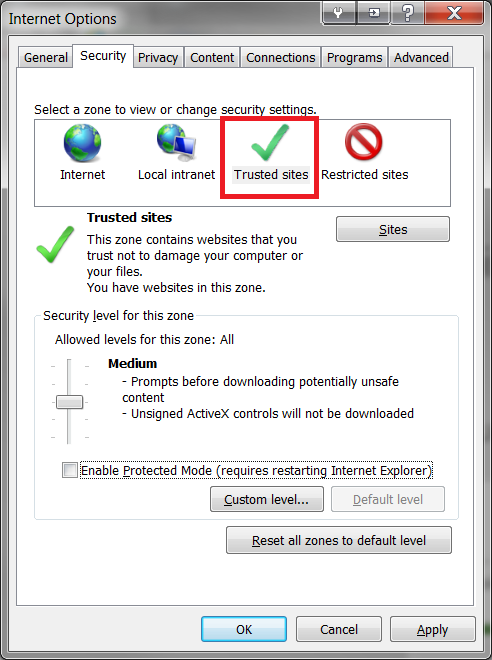 Internet Options
General Security Privacy Content Connections Programs Advanced
Select a zone to view or change security settings.
Internet Local intranet Trusted sites Restricted sites
Trusted sites
Sites
This zone contains websites that you
trust not to damage your computer or
your files.
You have websites in this zone.
Security level for this zone
Allowed levels for this zone: All
Medium
- Prompts before downloading potentially unsafe
content
- Unsigned ActiveX controls will not be downloaded
Enable Protected Mode (requires restarting Internet Explorer)
Custom level... Default level
Reset all zones to default level
OK Cancel Apply